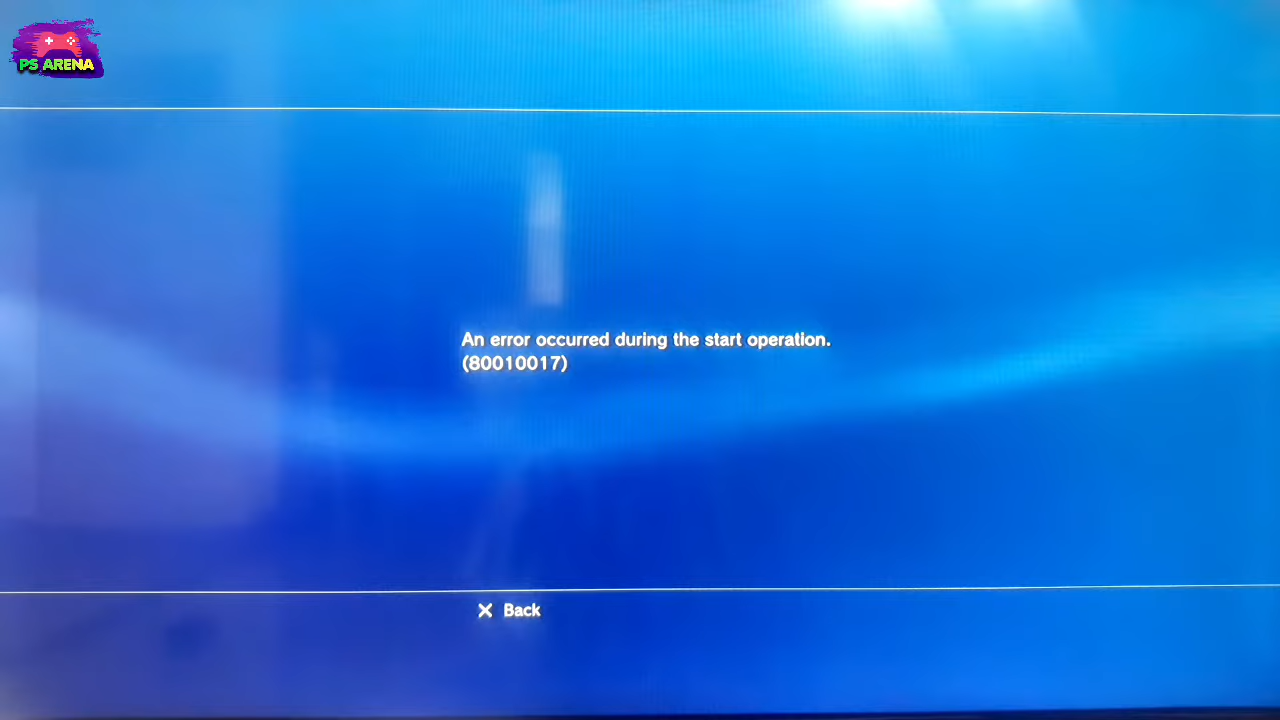 PS ARENA
An error occurred during the start operation.
(80010017)
Back